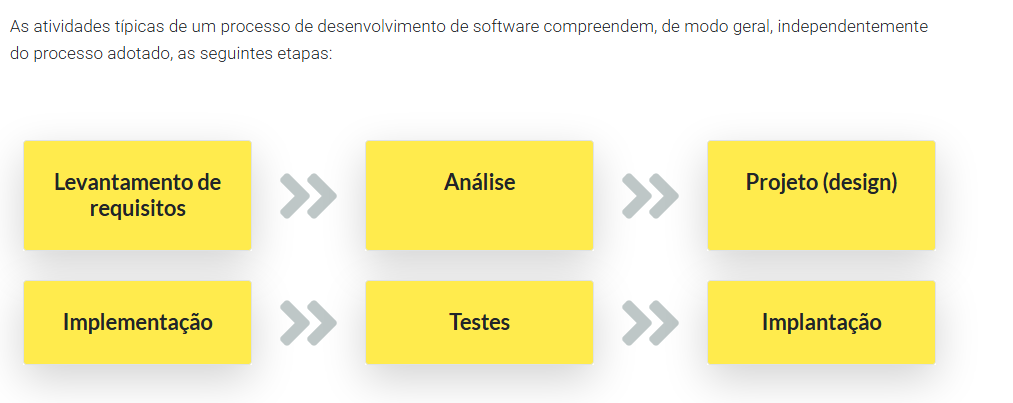 As atividades típicas de um processo de desenvolvimento de software compreendem, de modo geral, independentemente
do processo adotado, as seguintes etapas:
Levantamento de
requisitos
Análise
Projeto (design)
Implementação
Testes
Implantação